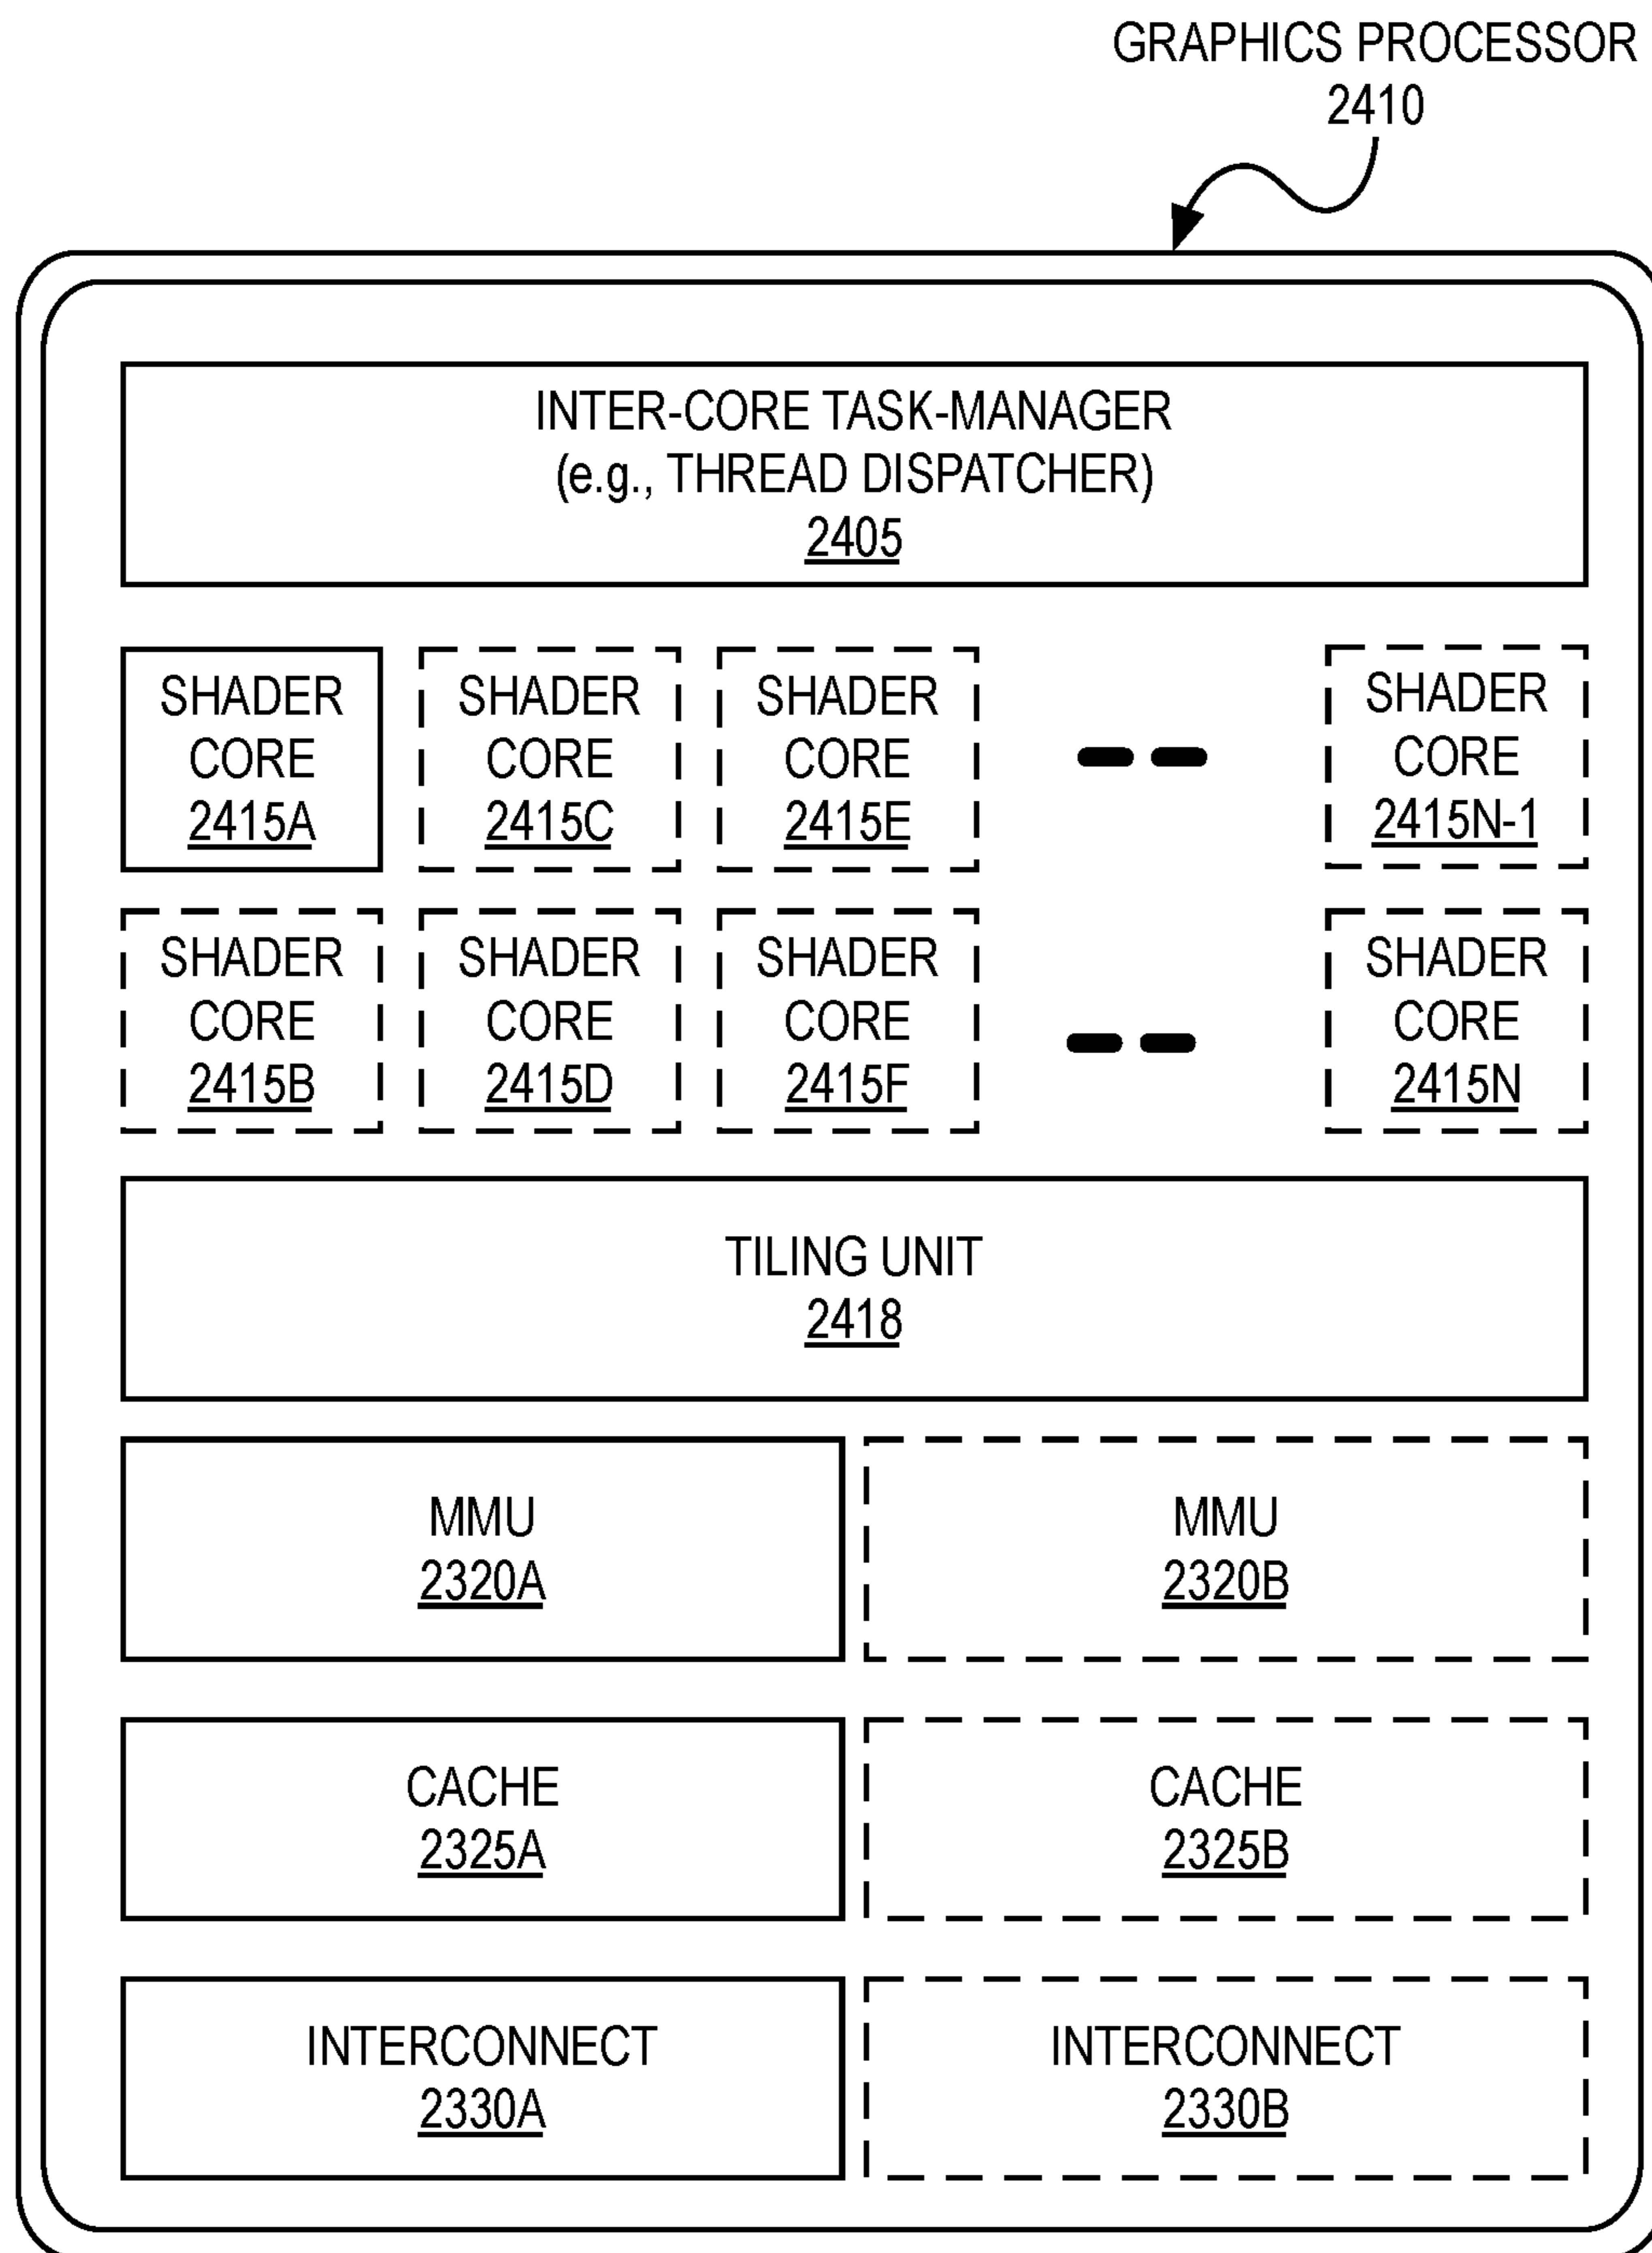 GRAPHICS PROCESSOR
2410
INTER-CORE TASK-MANAGER
(e.g., THREAD DISPATCHER)
2405
SHADER
CORE
2415A
SHADER
CORE
2415C
SHADER
CORE
2415E
SHADER
CORE
2415N-1
SHADER
CORE
2415B
SHADER
CORE
2415D
SHADER
CORE
2415F
SHADER
CORE
2415N
TILING UNIT
2418
MMU
2320A
MMU
2320B
CACHE
2325A
CACHE
2325B
INTERCONNECT
2330A
INTERCONNECT
2330B